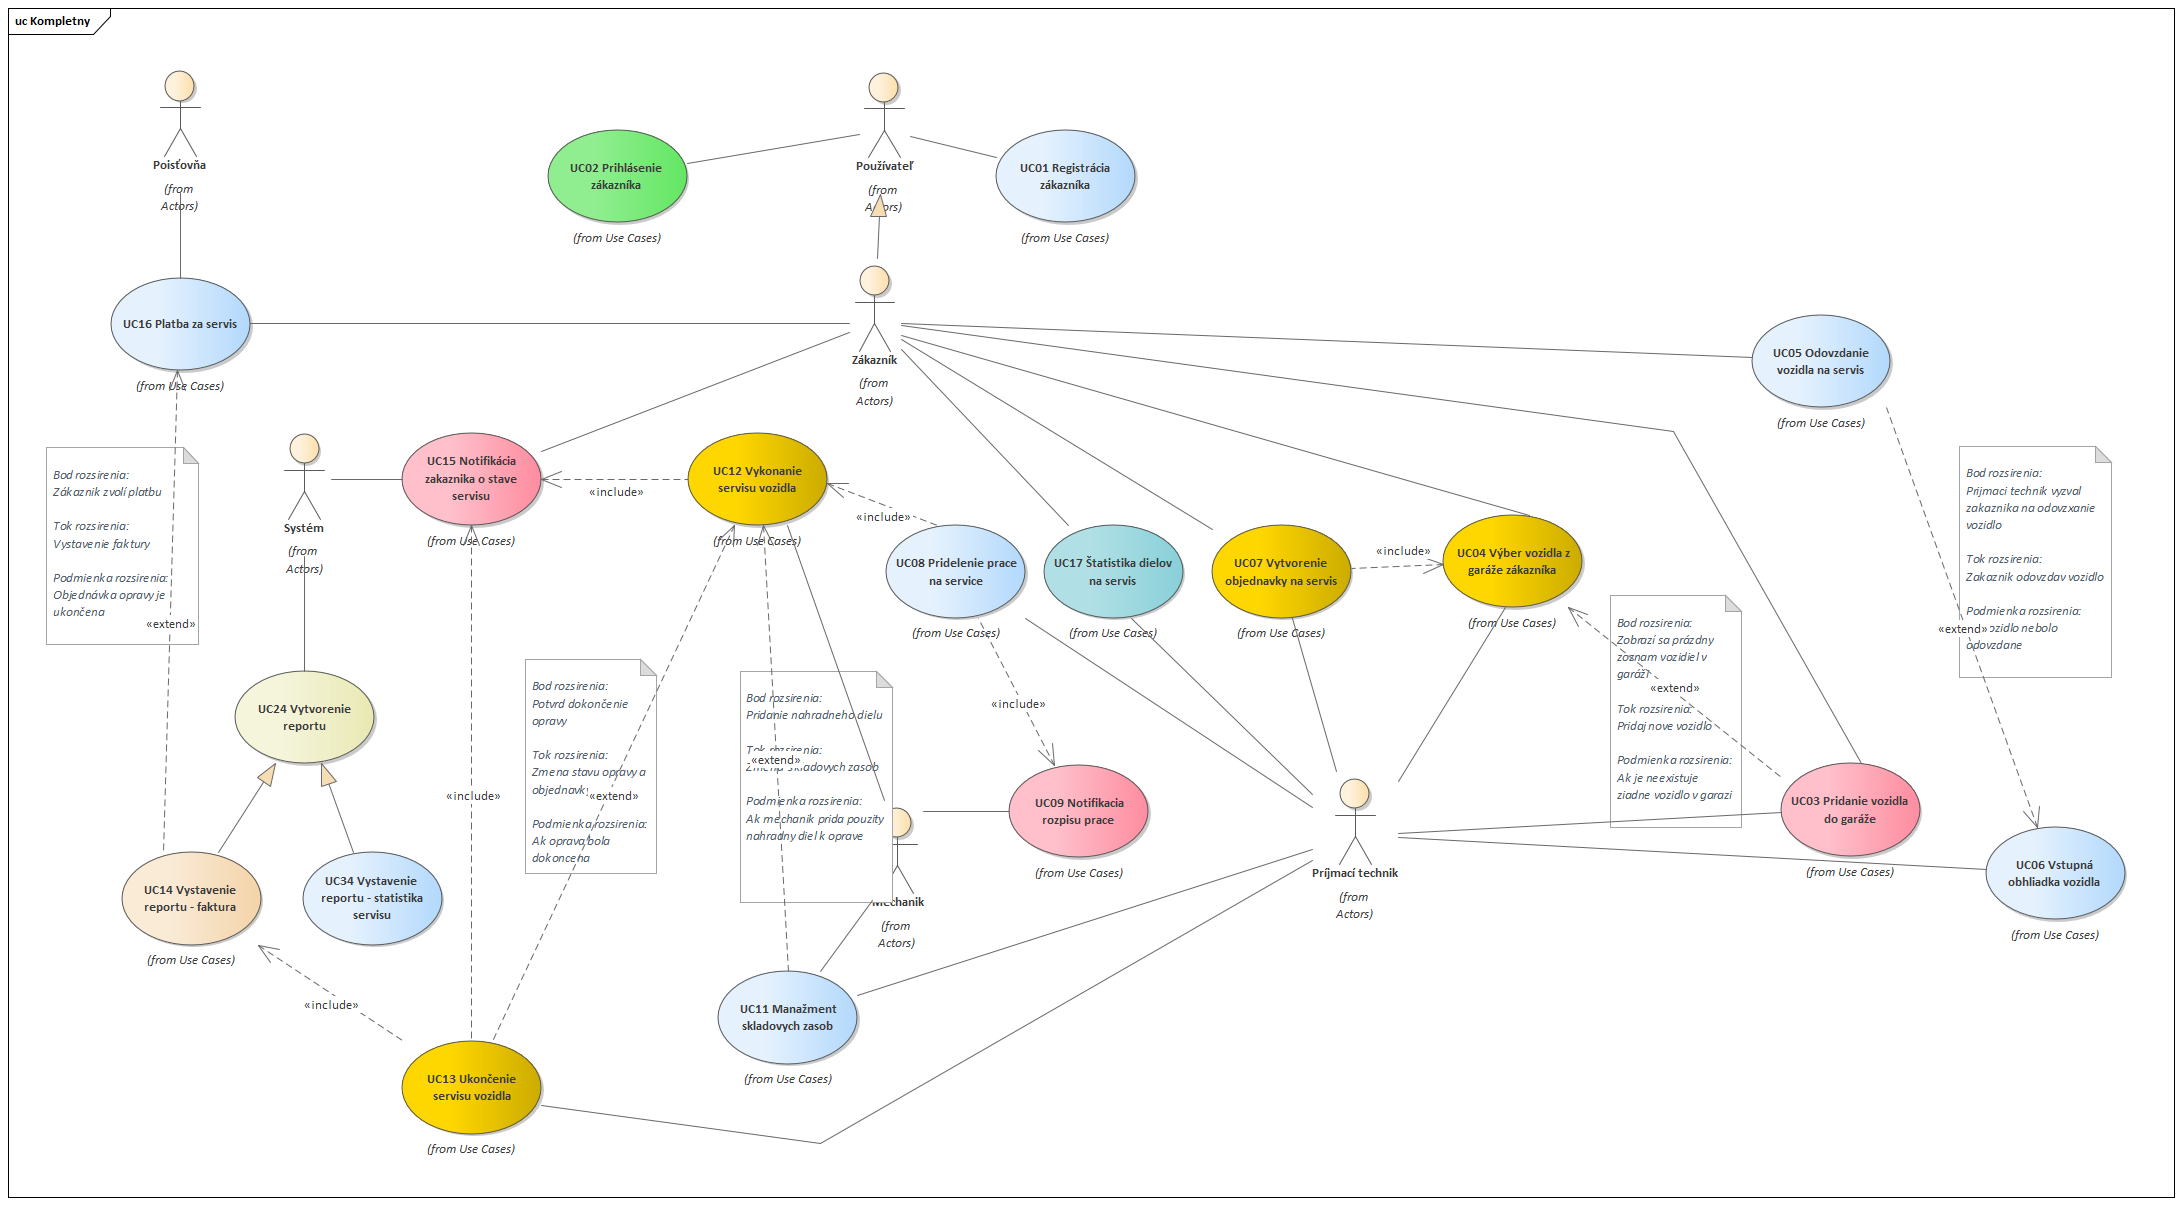 uc Kompletny
Poisťovňa
(from
Actors)
UC02 Prihlásenie
zákazníka
(from Use Cases)
Používateľ
(from
Actors)
UC01 Registrácia
zákazníka
(from Use Cases)
UC16 Platba za servis
(from Use Cases)
Zákazník
(from
Actors)
UC05 Odovzdanie
vozidla na servis
(from Use Cases)
Bod rozsirenia:
Zákaznik zvolí platbu
Tok rozsirenia:
Vystavenie faktury
Podmienka rozsirenia:
Objednávka opravy je
ukončena
«extend»
Systém
(from
Actors)
UC15 Notifikácia
zakaznika o stave
servisu
(from Use Cases)
«include»
UC12 Vykonanie
servisu vozidla
(from Use Cases)
«include»
UC08 Pridelenie prace
na service
(from Use Cases)
UC17 Štatistika dielov
na servis
(from Use Cases)
UC07 Vytvorenie
objednavky na servis
(from Use Cases)
«include»
UC04 Výber vozidla z
garáže zákazníka
(from Use Cases)
Bod rozsirenia:
Prijmaci technik vyzval
zakaznika na odovzxanie
vozidlo
Tok rozsirenia:
Zakaznik odovzdav vozidlo
Podmienka rozsirenia:
ozidlo nebolo
odovzdane
«extend»
Bod rozsirenia:
Zobrazí sa prázdny
zoznam vozidiel v
garáži
«extend»
Tok rozsirenia:
Pridaj nove vozidlo
Podmienka rozsirenia:
Ak je neexistuje
ziadne vozidlo v garazi
UC24 Vytvorenie
reportu
Bod rozsirenia:
Potvrd dokončenie
opravy
Tok rozsirenia:
Zmena stavu opravy a
objednavk
«extend»
Podmienka rozsirenia:
Ak oprava bola
dokoncena
«include»
Bod rozsirenia:
Pridanie nahradneho dielu
Tok rozsirenia:
«extend»
Zmena skladovych zasob
Podmienka rozsirenia:
Ak mechanik prida pouzity
nahradny diel k oprave
«include»
UC09 Notifikacia
rozpisu prace
(from Use Cases)
Mechanik
(from
Actors)
Príjmací technik
(from
Actors)
UC03 Pridanie vozidla
do garáže
(from Use Cases)
UC06 Vstupná
obhliadka vozidla
(from Use Cases)
UC14 Vystavenie
reportu - faktura
(from Use Cases)
UC34 Vystavenie
reportu - statistika
servisu
«include»
UC11 Manažment
skladovych zasob
(from Use Cases)
UC13 Ukončenie
servisu vozidla
(from Use Cases)